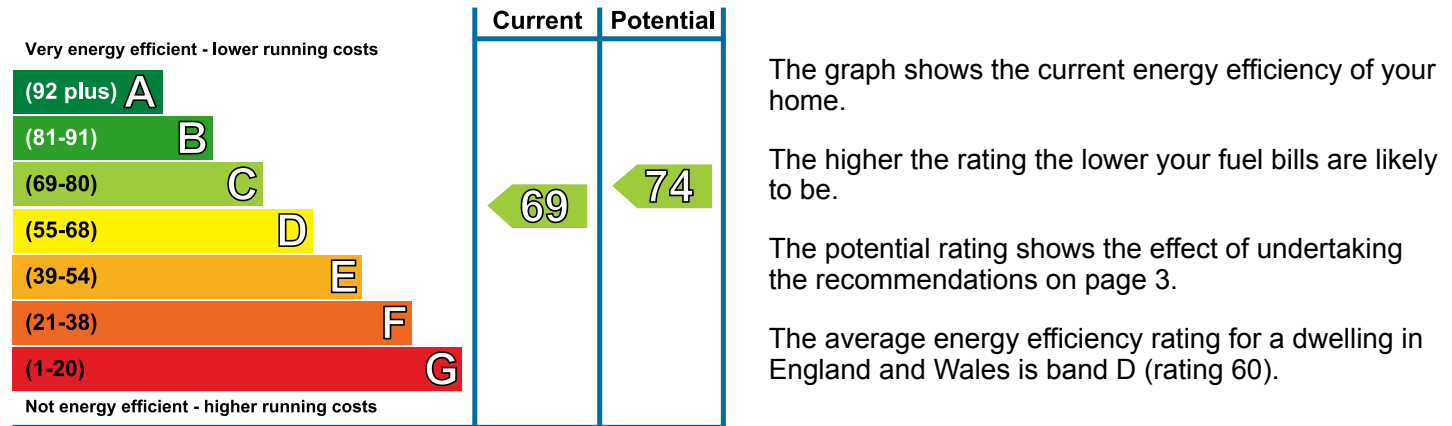 Current Potential
Very energy efficient - lower running costs
(92 plus) A
(81-91) B
(69-80) C
(55-68) D
(39-54) E
(21-38) F
(1-20) G
Not energy efficient - higher running costs
69
74
The graph shows the current energy efficiency of your
home.
The higher the rating the lower your fuel bills are likely
to be.
The potential rating shows the effect of undertaking
the recommendations on page 3.
The average energy efficiency rating for a dwelling in
England and Wales is band D (rating 60).